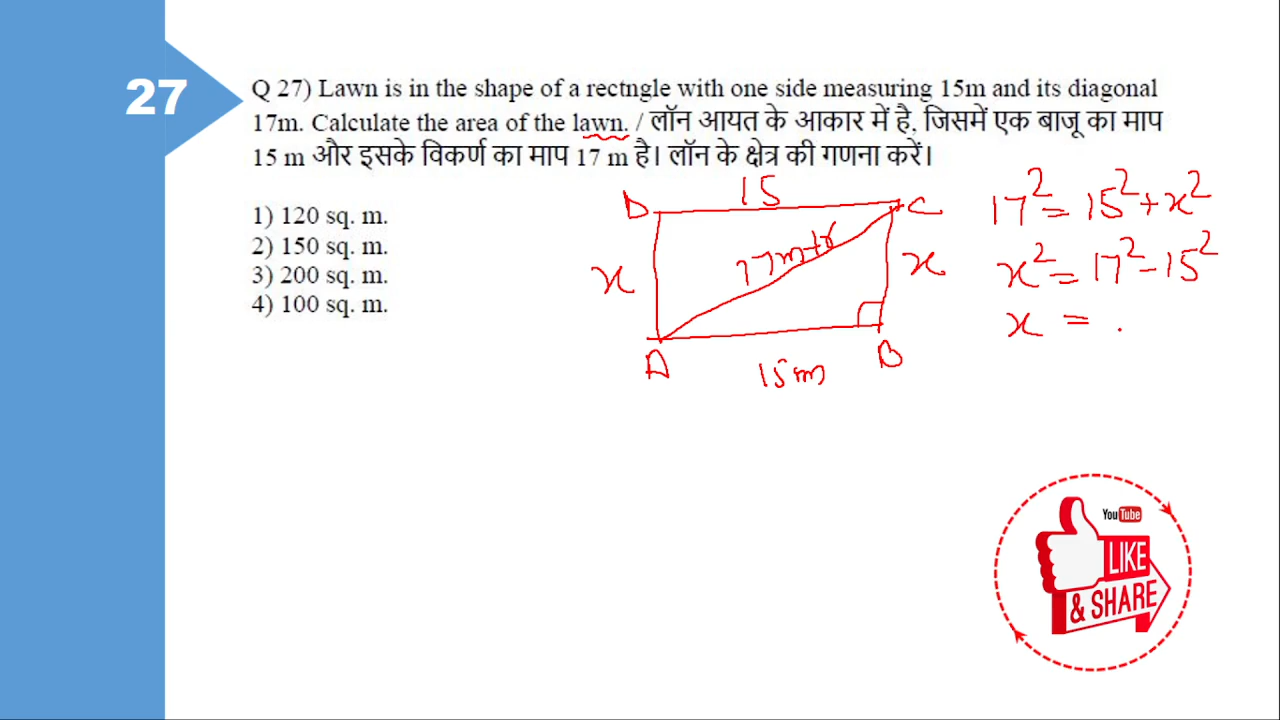 27
Q 27) Lawn is in the shape of a rectngle with one side measuring 15m and its diagonal
17m. Calculate the area of the lawn. / लॉन आयत के आकार में है, जिसमें एक बाजू का माप
15 m और इसके विकर्ण का माप 17 m है। लॉन के क्षेत्र की गणना करें।
1) 120 sq. m.
2) 150 sq. m.
3) 200 sq. m.
4) 100 sq. m.
D 15 C
x 17m x
A 15m B
17² = 15² + x²
x² = 17² - 15²
x = .
YouTube
LIKE
& SHARE